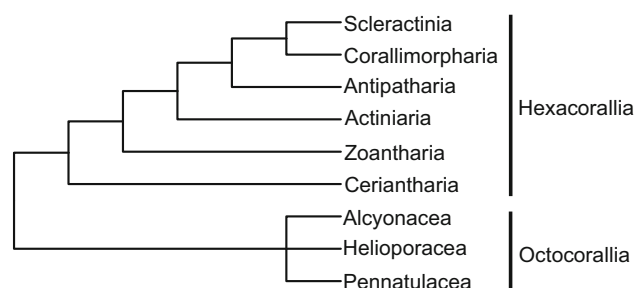 Scleractinia
Corallimorpharia
Antipatharia
Actiniaria
Zoantharia
Ceriantharia
Hexacorallia
Alcyonacea
Helioporacea
Pennatulacea
Octocorallia